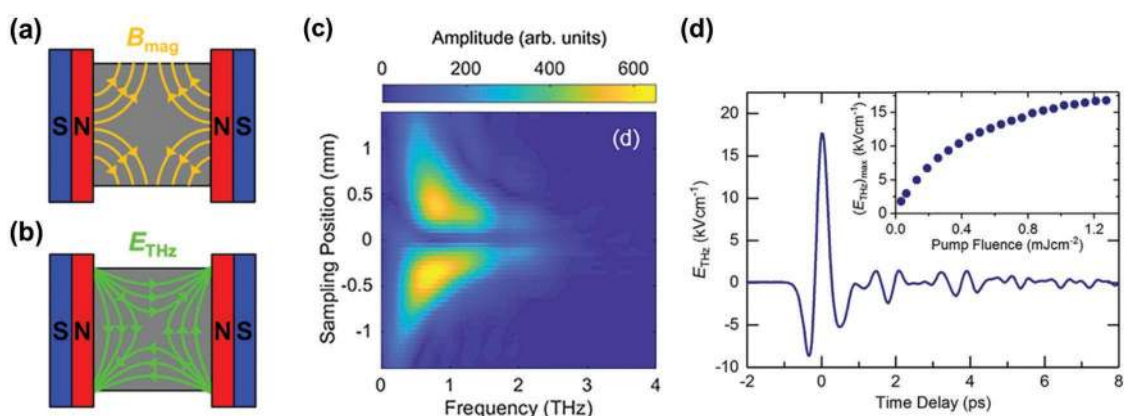 (a)
B_mag
S N N S
(b)
E_THz
S N N S
(c)
Amplitude (arb. units)
0 200 400 600
(d)
Sampling Position (mm)
1
0.5
0
-0.5
-1
0 1 2 3 4
Frequency (THz)
(d)
E_THz (kVcm⁻¹)
20
15
10
5
0
-5
-10
-2 0 2 4 6 8
Time Delay (ps)
(E_THz)max (kVcm⁻¹)
15
10
5
0
0.0 0.4 0.8 1.2
Pump Fluence (mJcm⁻²)